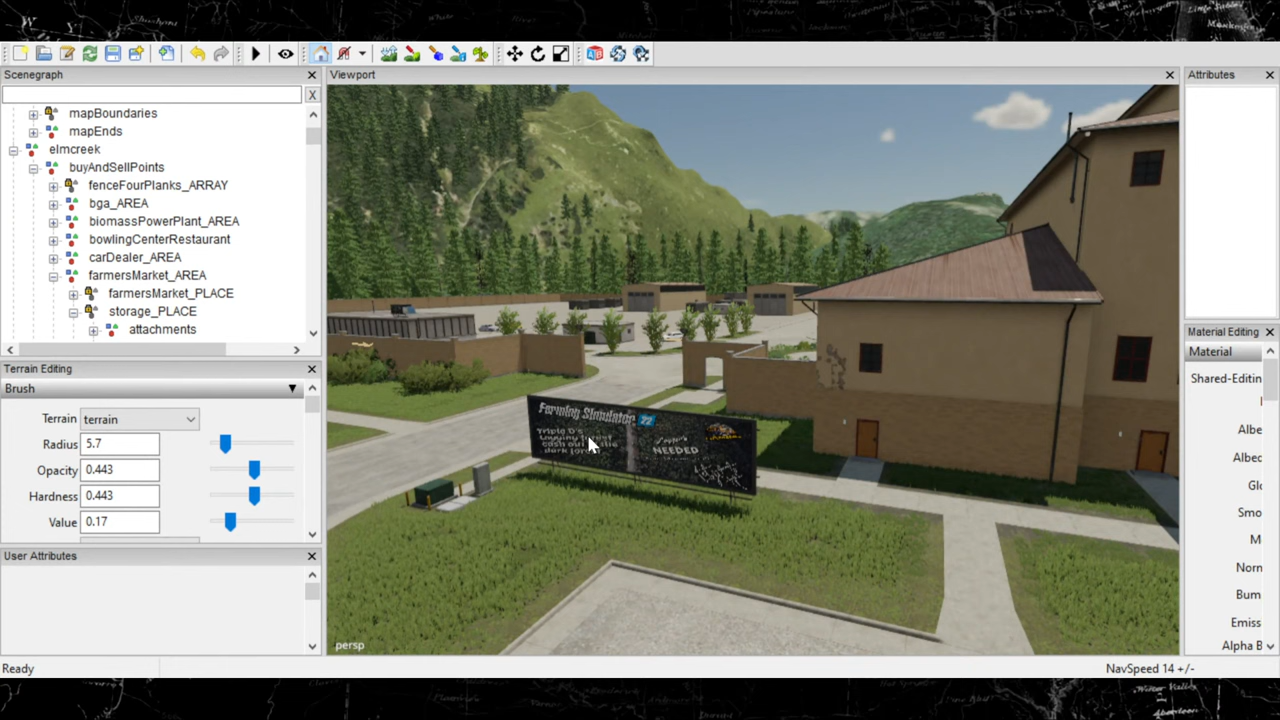 Scenegraph
X
mapBoundaries
mapEnds
elmcreek
buyAndSellPoints
fenceFourPlanks_ARRAY
bga_AREA
biomassPowerPlant_AREA
bowlingCenterRestaurant
carDealer_AREA
farmersMarket_AREA
farmersMarket_PLACE
storage_PLACE
attachments
Terrain Editing
Brush
Terrain terrain
Radius 5.7
Opacity 0.443
Hardness 0.443
Value 0.17
User Attributes
Ready
Viewport
Farming Simulator 22
Triple D's
NEEDED
persp
Attributes
Material Editing
Material
Shared-Editin
Albe
Albec
Glo
Smo
M
Norn
Bum
Emiss
Alpha B
NavSpeed 14 +/-